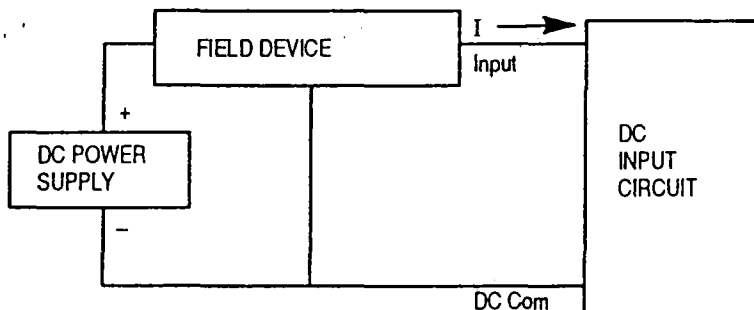 FIELD DEVICE
I
Input
+
DC POWER
SUPPLY
−
DC
INPUT
CIRCUIT
DC Com